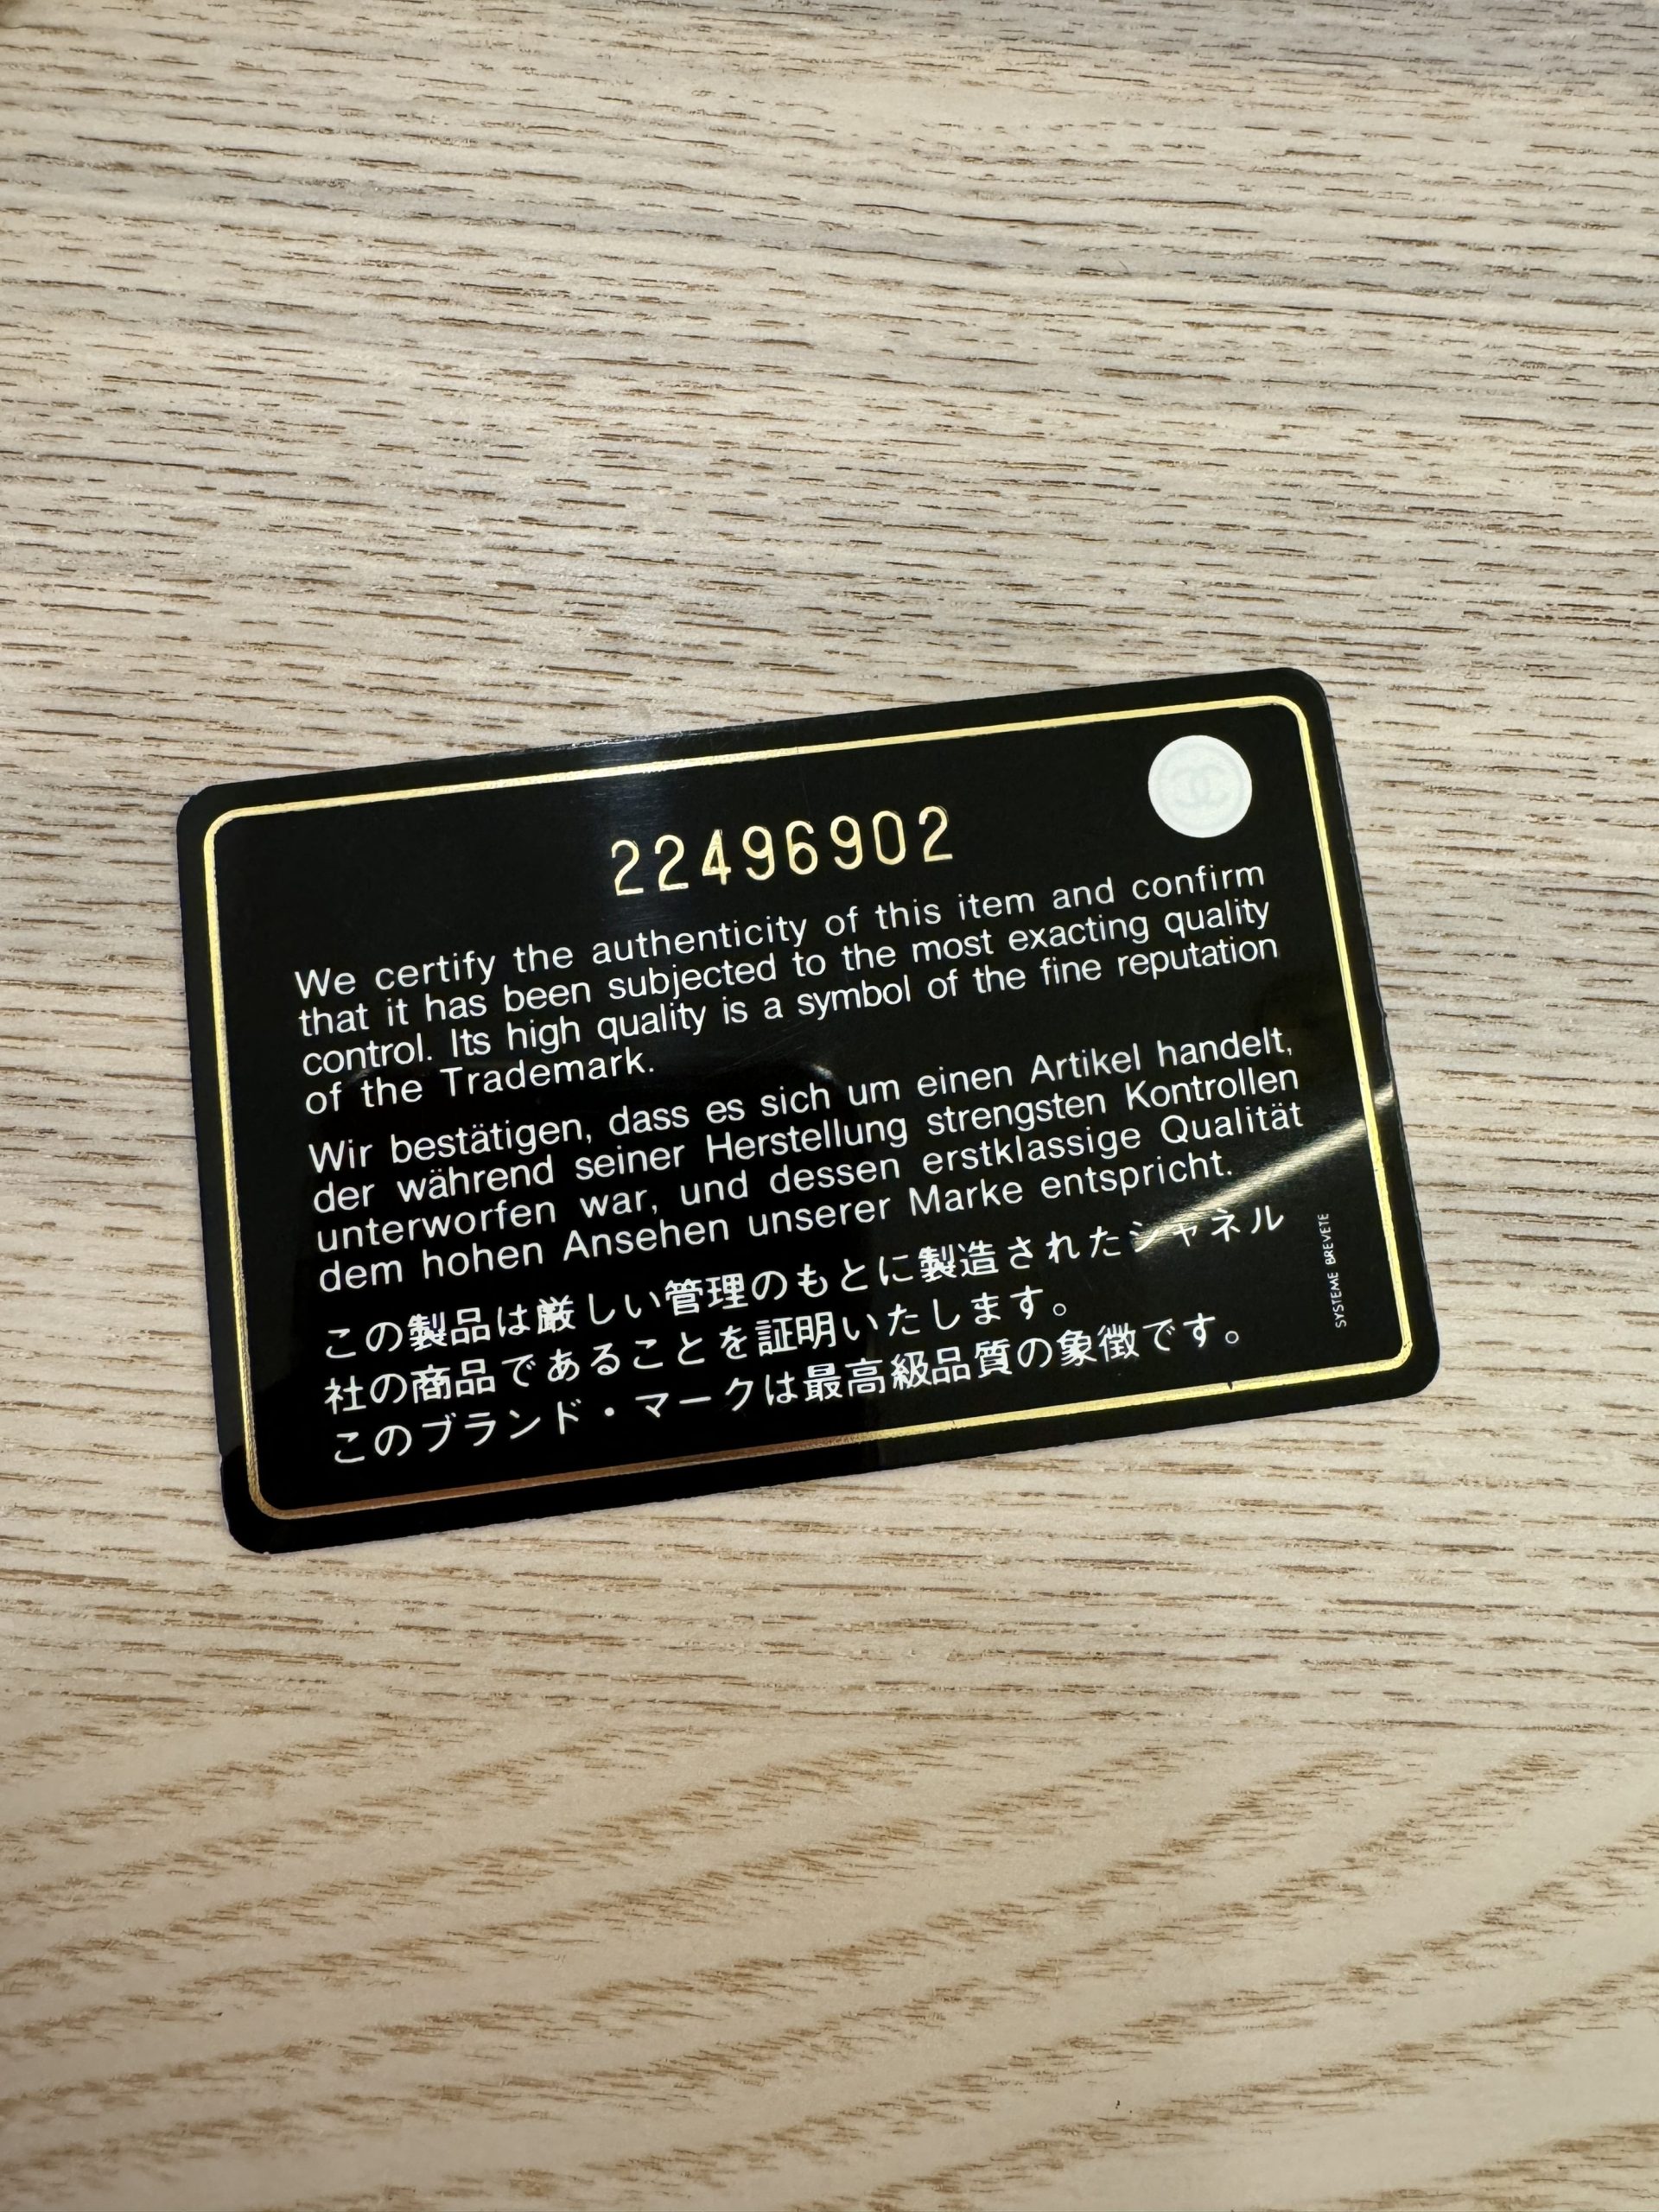 22496902
We certify the authenticity of this item and confirm
that it has been subjected to the most exacting quality
control. Its high quality is a symbol of the fine reputation
of the Trademark.
Wir bestätigen, dass es sich um einen Artikel handelt,
der während seiner Herstellung strengsten Kontrollen
unterworfen war, und dessen erstklassige Qualität
dem hohen Ansehen unserer Marke entspricht.
この製品は厳しい管理のもとに製造されたシャネル
社の商品であることを証明いたします。
このブランド・マークは最高級品質の象徴です。
SYSTEME BREVETE